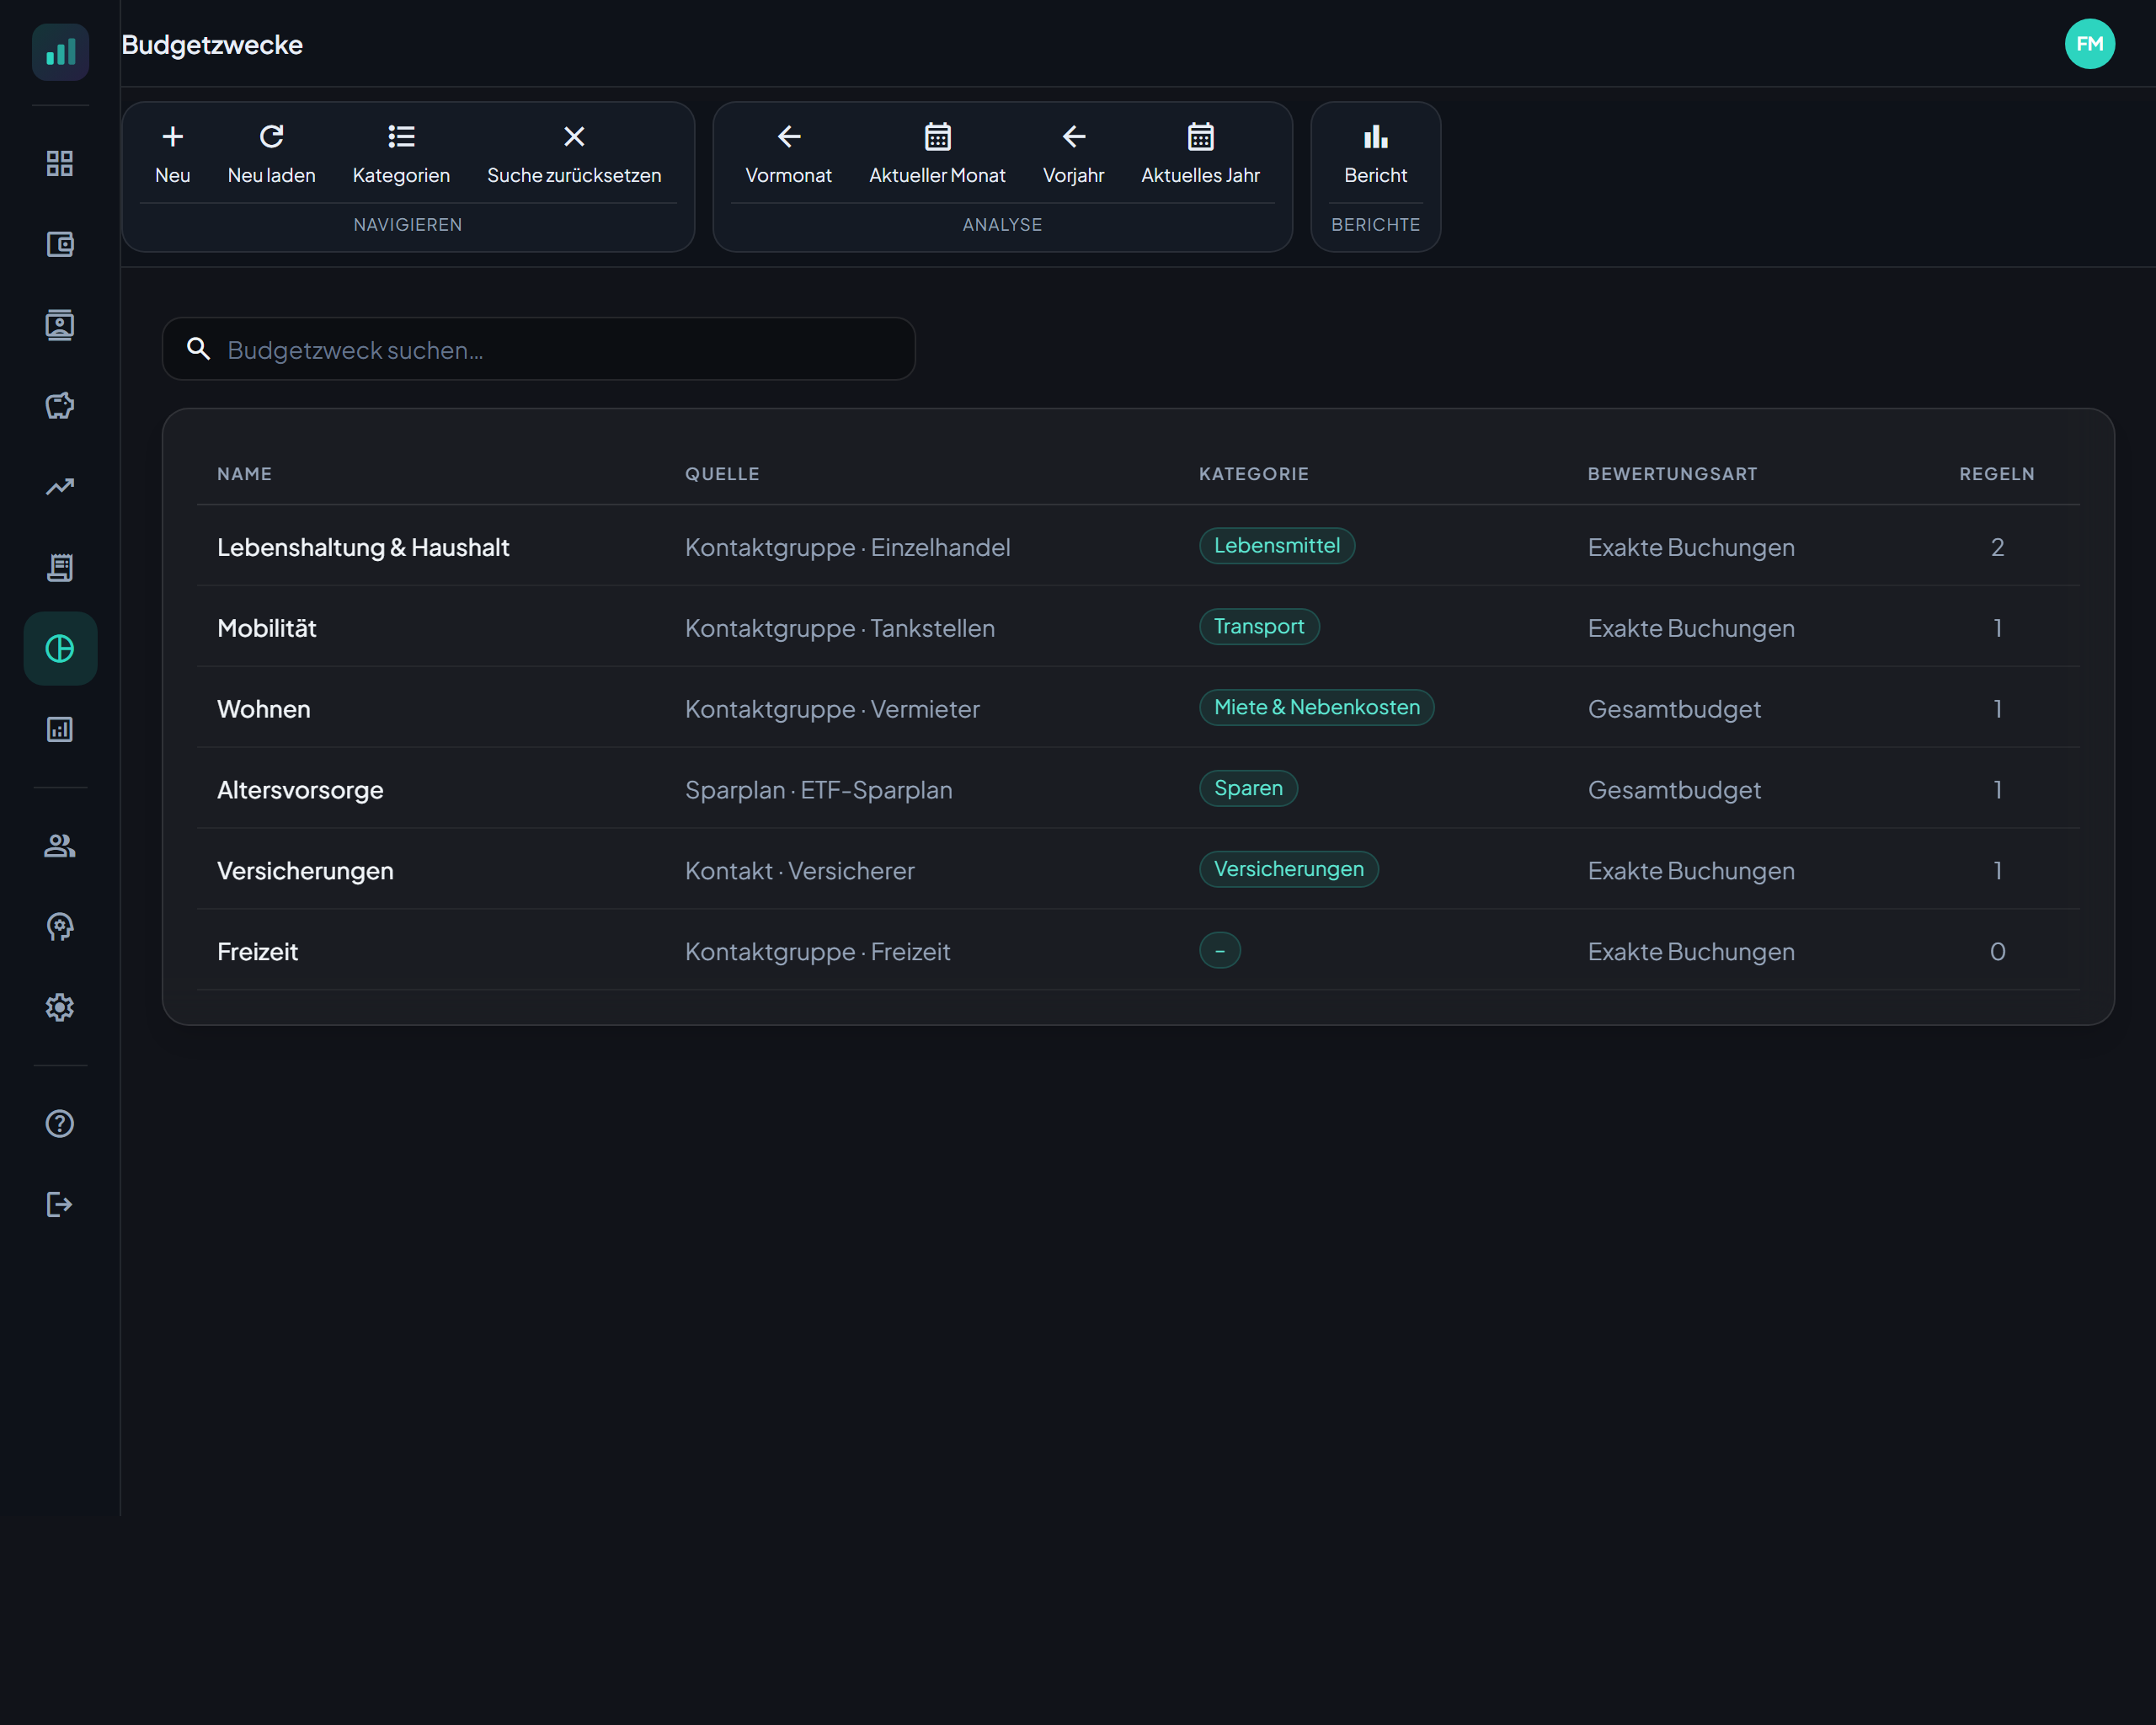 Budgetzwecke
FM
Neu
Neu laden
Kategorien
Suche zurücksetzen
NAVIGIEREN
Vormonat
Aktueller Monat
Vorjahr
Aktuelles Jahr
ANALYSE
Bericht
BERICHTE
Budgetzweck suchen…
NAME QUELLE KATEGORIE BEWERTUNGSART REGELN
Lebenshaltung & Haushalt Kontaktgruppe · Einzelhandel Lebensmittel Exakte Buchungen 2
Mobilität Kontaktgruppe · Tankstellen Transport Exakte Buchungen 1
Wohnen Kontaktgruppe · Vermieter Miete & Nebenkosten Gesamtbudget 1
Altersvorsorge Sparplan · ETF-Sparplan Sparen Gesamtbudget 1
Versicherungen Kontakt · Versicherer Versicherungen Exakte Buchungen 1
Freizeit Kontaktgruppe · Freizeit – Exakte Buchungen 0